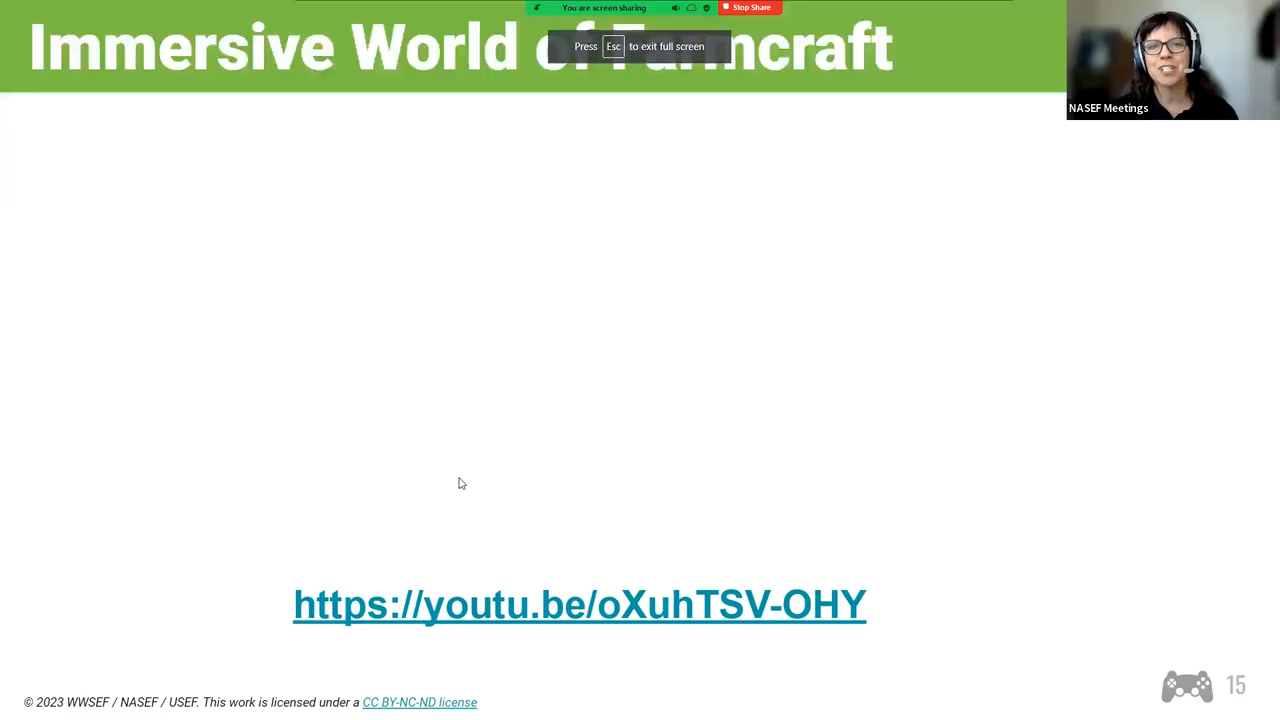 You are screen sharing
Stop Share
Immersive World of Farmcraft
Press Esc to exit full screen
NASEF Meetings
https://youtu.be/oXuhTSV-OHY
© 2023 WWSEF / NASEF / USEF. This work is licensed under a CC BY-NC-ND license
15